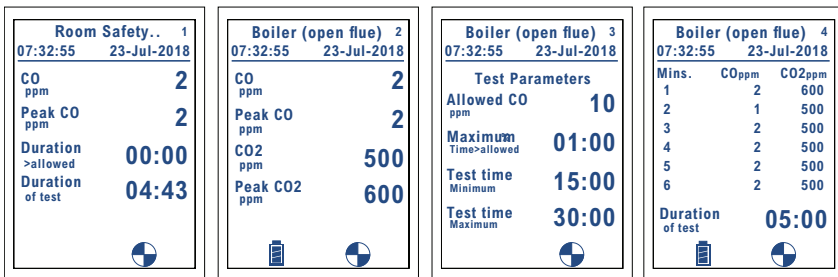 Room Safety.. 1
07:32:55 23-Jul-2018
CO 2
ppm
Peak CO 2
ppm
Duration 00:00
>allowed
Duration 04:43
of test
Boiler (open flue) 2
07:32:55 23-Jul-2018
CO 2
ppm
Peak CO 2
ppm
CO2 500
ppm
Peak CO2 600
ppm
Boiler (open flue) 3
07:32:55 23-Jul-2018
Test Parameters
Allowed CO 10
ppm
Maximum 01:00
Time>allowed
Test time 15:00
Minimum
Test time 30:00
Maximum
Boiler (open flue) 4
07:32:55 23-Jul-2018
Mins. COppm CO2ppm
1 2 600
2 1 500
3 2 500
4 2 500
5 2 500
6 2 500
Duration 05:00
of test